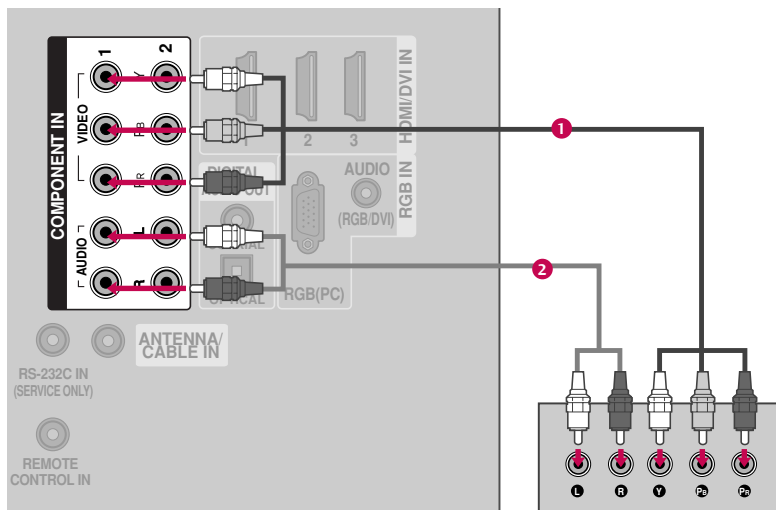 COMPONENT IN
1 2
VIDEO
Y
PB
PR
AUDIO
L
R
HDMI/DVI IN
1 2 3
DIGITAL
OUT
OPTICAL
RGB IN
AUDIO
(RGB/DVI)
RGB(PC)
RS-232C IN
(SERVICE ONLY)
ANTENNA/
CABLE IN
REMOTE
CONTROL IN
1
2
L R Y PB PR